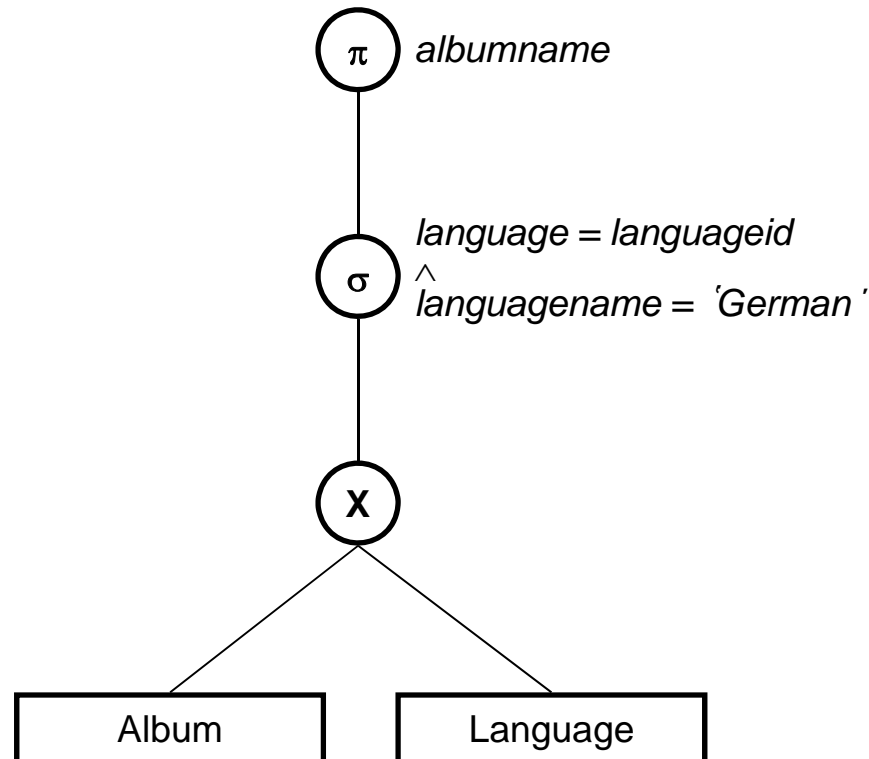 π albumname
language = languageid
σ ^
languagename = 'German'
X
Album Language